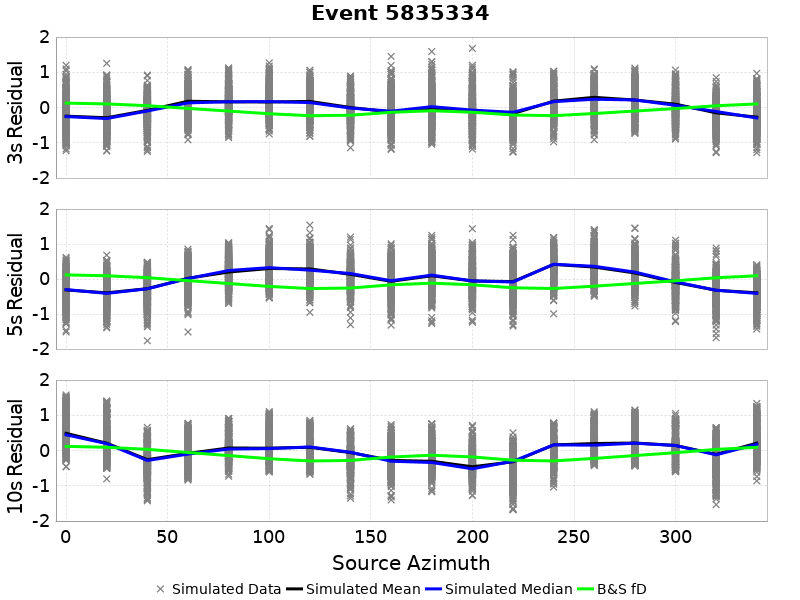 Event 5835334
3s Residual
2
1
0
-1
-2
5s Residual
2
1
0
-1
-2
10s Residual
2
1
0
-1
-2
0 50 100 150 200 250 300
Source Azimuth
Simulated Data Simulated Mean Simulated Median B&S fD